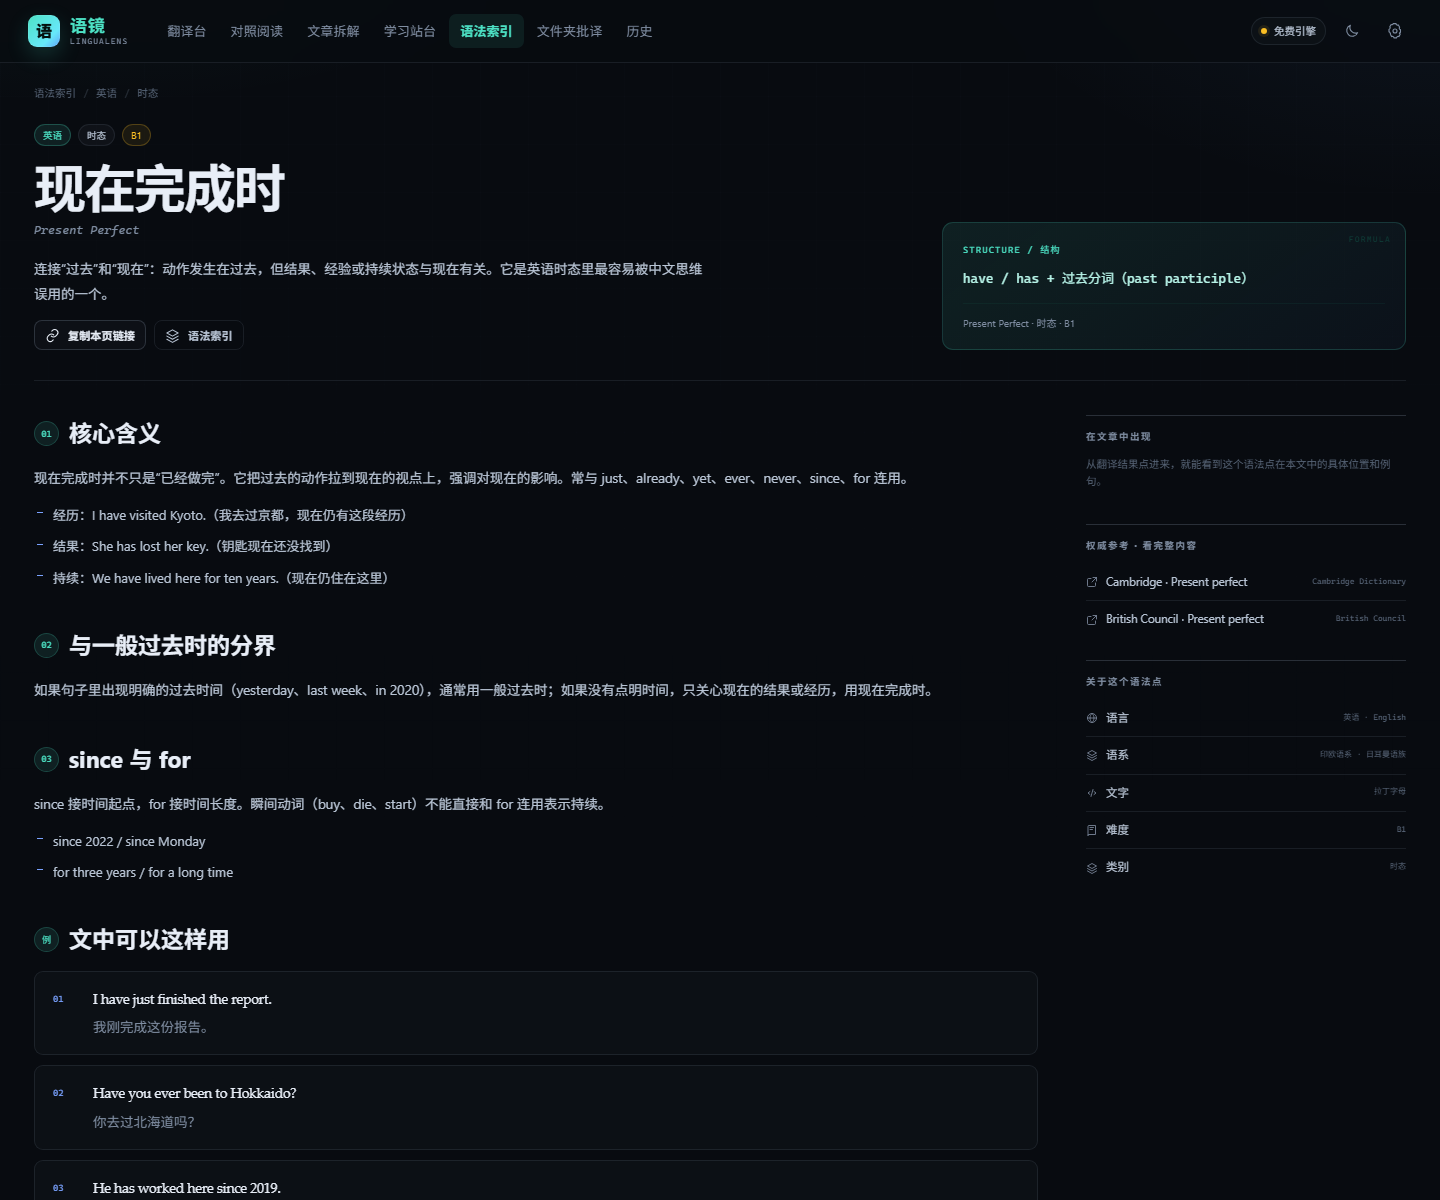 语 语镜
LINGUALENS
翻译台 对照阅读 文章拆解 学习站台 语法索引 文件夹批译 历史 免费引擎
语法索引 / 英语 / 时态
英语 时态 B1
现在完成时
Present Perfect
连接“过去”和“现在”：动作发生在过去，但结果、经验或持续状态与现在有关。它是英语时态里最容易被中文思维
误用的一个。
复制本页链接 语法索引
FORMULA
STRUCTURE / 结构
have / has + 过去分词（past participle）
Present Perfect · 时态 · B1
01 核心含义
现在完成时并不只是“已经做完”。它把过去的动作拉到现在的视点上，强调对现在的影响。常与 just、already、yet、ever、never、since、for 连用。
经历：I have visited Kyoto.（我去过京都，现在仍有这段经历）
结果：She has lost her key.（钥匙现在还没找到）
持续：We have lived here for ten years.（现在仍住在这里）
02 与一般过去时的分界
如果句子里出现明确的过去时间（yesterday、last week、in 2020），通常用一般过去时；如果没有点明时间，只关心现在的结果或经历，用现在完成时。
03 since 与 for
since 接时间起点，for 接时间长度。瞬间动词（buy、die、start）不能直接和 for 连用表示持续。
since 2022 / since Monday
for three years / for a long time
例 文中可以这样用
01 I have just finished the report.
我刚完成这份报告。
02 Have you ever been to Hokkaido?
你去过北海道吗？
03 He has worked here since 2019.
在文章中出现
从翻译结果点进来，就能看到这个语法点在本文中的具体位置和例
句。
权威参考 · 看完整内容
Cambridge · Present perfect Cambridge Dictionary
British Council · Present perfect British Council
关于这个语法点
语言 英语 · English
语系 印欧语系 · 日耳曼语族
文字 拉丁字母
难度 B1
类别 时态